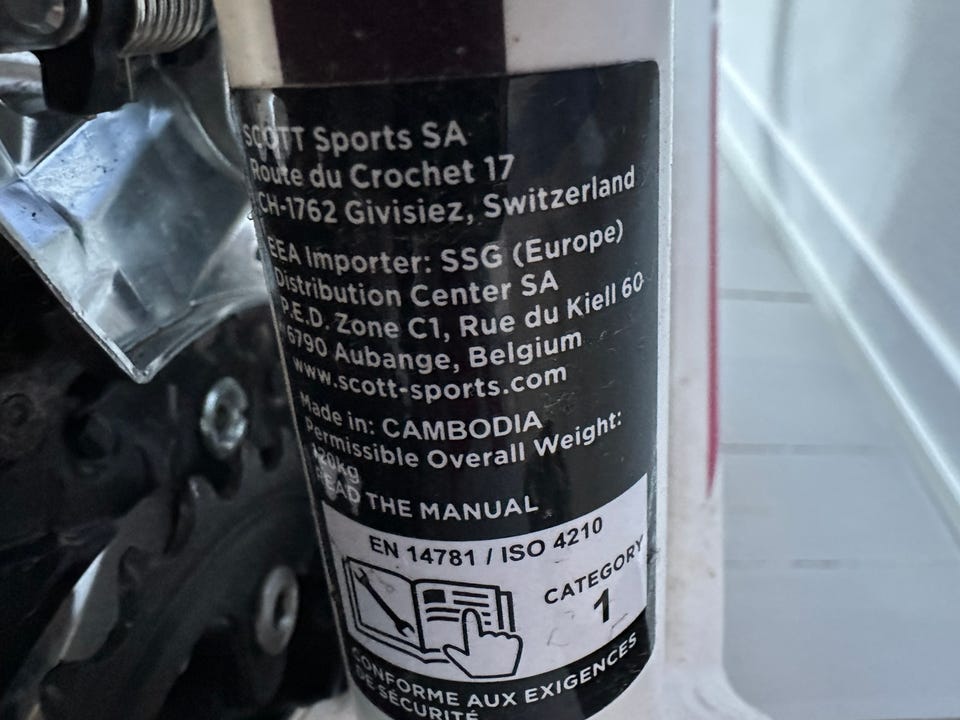 SCOTT Sports SA
Route du Crochet 17
CH-1762 Givisiez, Switzerland
EEA Importer: SSG (Europe)
Distribution Center SA
P.E.D. Zone C1, Rue du Kiell 60
6790 Aubange, Belgium
www.scott-sports.com
Made in: CAMBODIA
Permissible Overall Weight:
120kg
READ THE MANUAL
EN 14781 / ISO 4210
CATEGORY
1
CONFORME AUX EXIGENCES
DE SÉCURITÉ